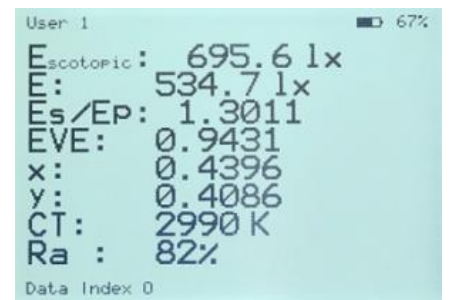 User 1 67%
Escotopic: 695.6 lx
E: 534.7 lx
Es/Ep: 1.3011
EVE: 0.9431
x: 0.4396
y: 0.4086
CT: 2990 K
Ra : 82%
Data Index 0